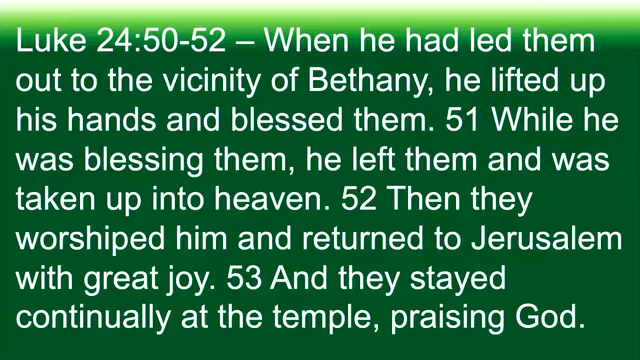 Luke 24:50-52 – When he had led them
out to the vicinity of Bethany, he lifted up
his hands and blessed them. 51 While he
was blessing them, he left them and was
taken up into heaven. 52 Then they
worshiped him and returned to Jerusalem
with great joy. 53 And they stayed
continually at the temple, praising God.